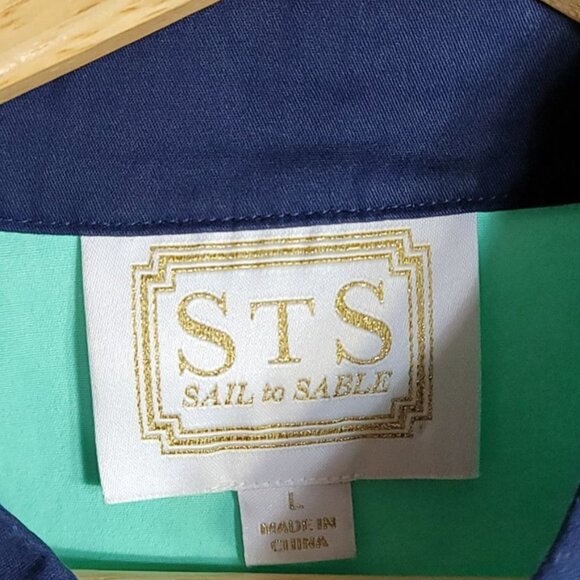 STS
SAIL to SABLE
L
MADE IN
CHINA